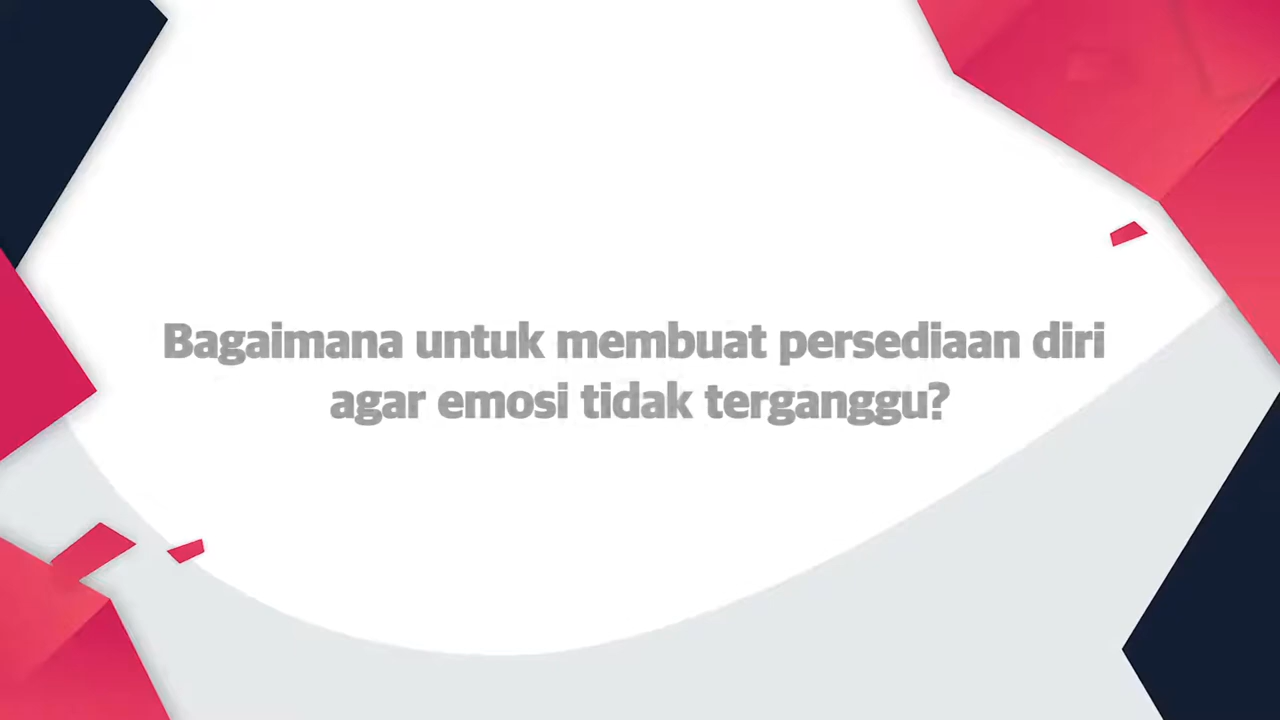 Bagaimana untuk membuat persediaan diri
agar emosi tidak terganggu?